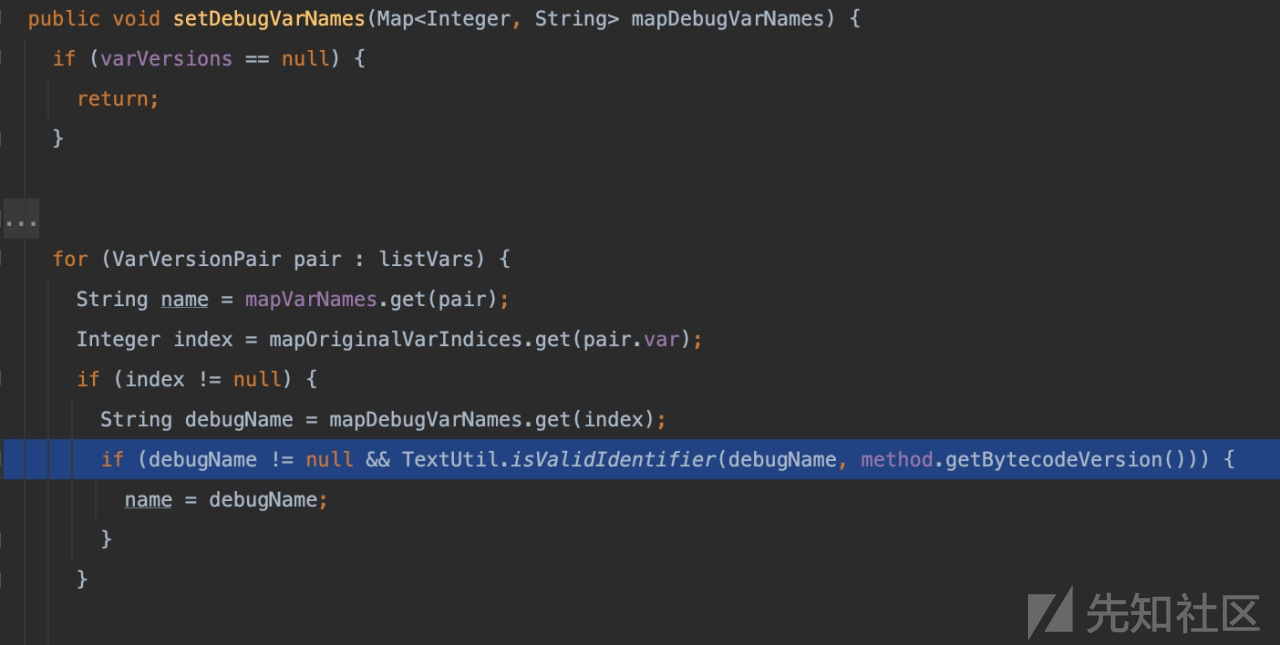 public void setDebugVarNames(Map<Integer, String> mapDebugVarNames) {
if (varVersions == null) {
return;
}
...
for (VarVersionPair pair : listVars) {
String name = mapVarNames.get(pair);
Integer index = mapOriginalVarIndices.get(pair.var);
if (index != null) {
String debugName = mapDebugVarNames.get(index);
if (debugName != null && TextUtil.isValidIdentifier(debugName, method.getBytecodeVersion())) {
name = debugName;
}
}
先知社区